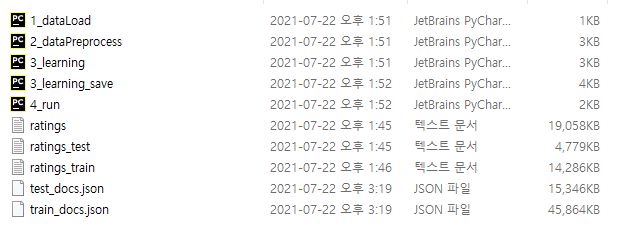 PC 1_dataLoad 2021-07-22 오후 1:51 JetBrains PyChar... 1KB
PC 2_dataPreprocess 2021-07-22 오후 1:51 JetBrains PyChar... 3KB
PC 3_learning 2021-07-22 오후 1:51 JetBrains PyChar... 3KB
PC 3_learning_save 2021-07-22 오후 1:52 JetBrains PyChar... 4KB
PC 4_run 2021-07-22 오후 1:52 JetBrains PyChar... 2KB
ratings 2021-07-22 오후 1:45 텍스트 문서 19,058KB
ratings_test 2021-07-22 오후 1:45 텍스트 문서 4,779KB
ratings_train 2021-07-22 오후 1:46 텍스트 문서 14,286KB
test_docs.json 2021-07-22 오후 3:19 JSON 파일 15,346KB
train_docs.json 2021-07-22 오후 3:19 JSON 파일 45,864KB